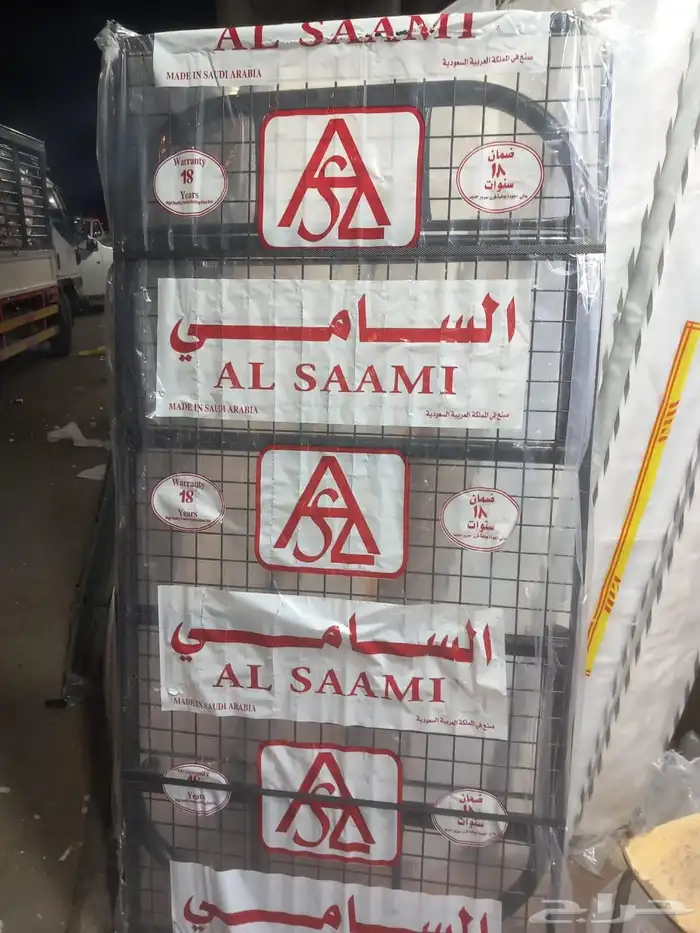 AL SAAMI
MADE IN SAUDI ARABIA
صنع في المملكة العربية السعودية
Warranty
18
Years
ضمان
١٨
سنوات
السامي
AL SAAMI
MADE IN SAUDI ARABIA
صنع في المملكة العربية السعودية
Warranty
18
Years
ضمان
١٨
سنوات
السامي
AL SAAMI
MADE IN SAUDI ARABIA
صنع في المملكة العربية السعودية
Years
ضمان
١٨
سنوات
السامي
حراج